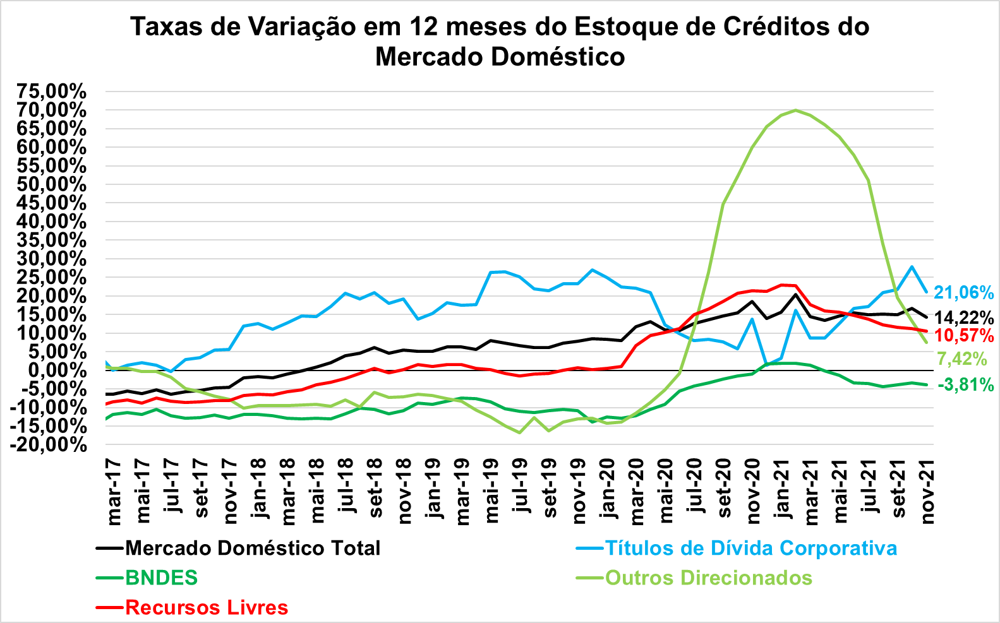 Taxas de Variação em 12 meses do Estoque de Créditos do
Mercado Doméstico
75,00%
70,00%
65,00%
60,00%
55,00%
50,00%
45,00%
40,00%
35,00%
30,00%
25,00%
20,00%
15,00%
10,00%
5,00%
0,00%
-5,00%
-10,00%
-15,00%
-20,00%
21,06%
14,22%
10,57%
7,42%
-3,81%
mar-17
mai-17
jul-17
set-17
nov-17
jan-18
mar-18
mai-18
jul-18
set-18
nov-18
jan-19
mar-19
mai-19
jul-19
set-19
nov-19
jan-20
mar-20
mai-20
jul-20
set-20
nov-20
jan-21
mar-21
mai-21
jul-21
set-21
nov-21
Mercado Doméstico Total
Títulos de Dívida Corporativa
BNDES
Outros Direcionados
Recursos Livres